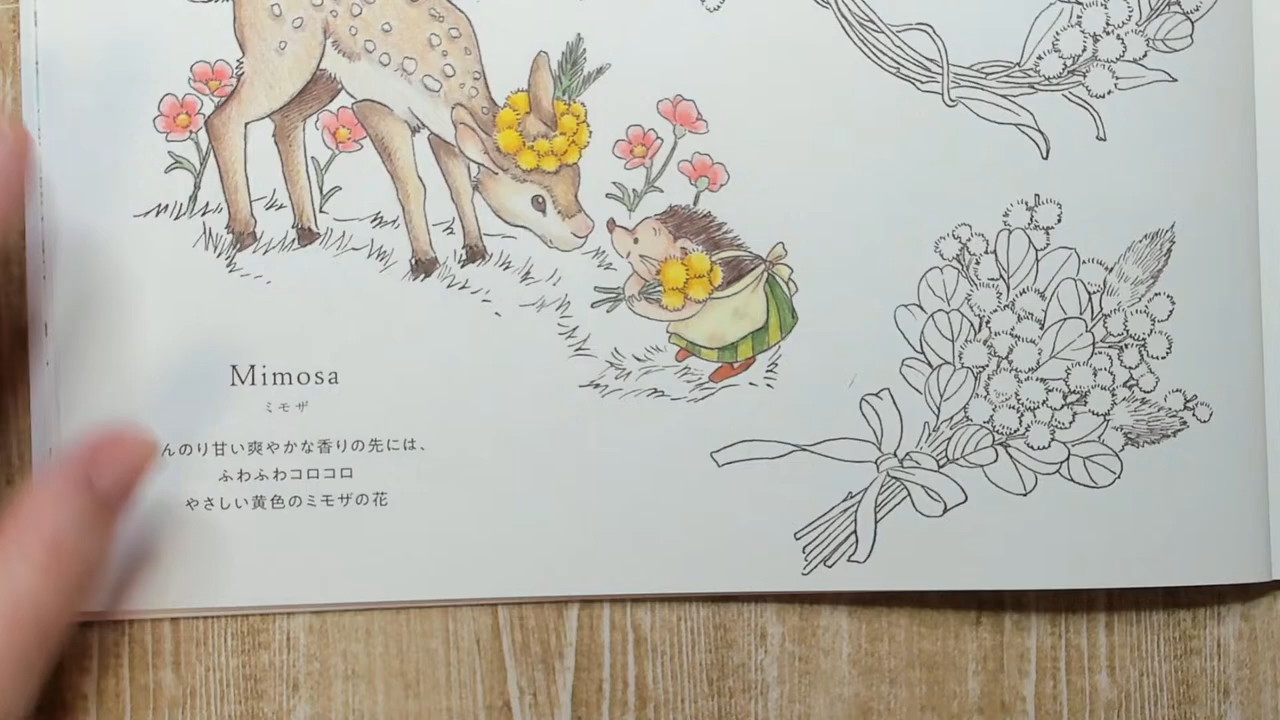 Mimosa
ミモザ
んのり甘い爽やかな香りの先には、
ふわふわコロコロ
やさしい黄色のミモザの花